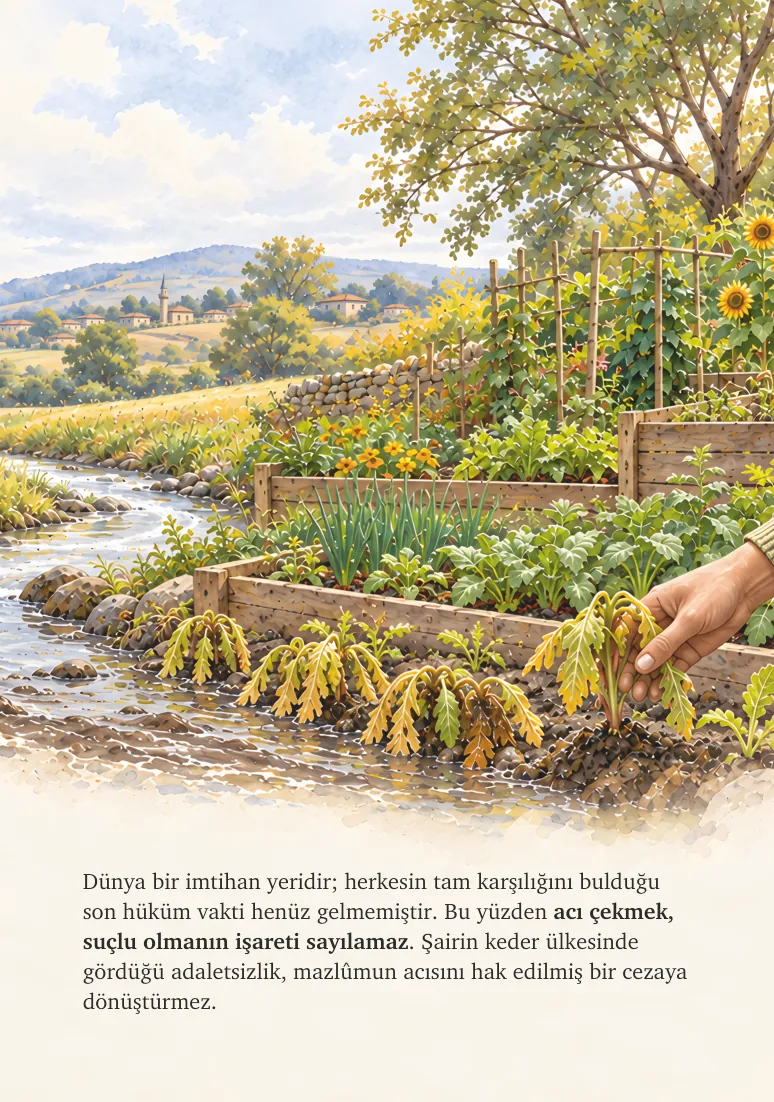 Dünya bir imtihan yeridir; herkesin tam karşılığını bulduğu
son hüküm vakti henüz gelmemiştir. Bu yüzden acı çekmek,
suçlu olmanın işareti sayılamaz. Şairin keder ülkesinde
gördüğü adaletsizlik, mazlûmun acısını hak edilmiş bir cezaya
dönüştürmez.